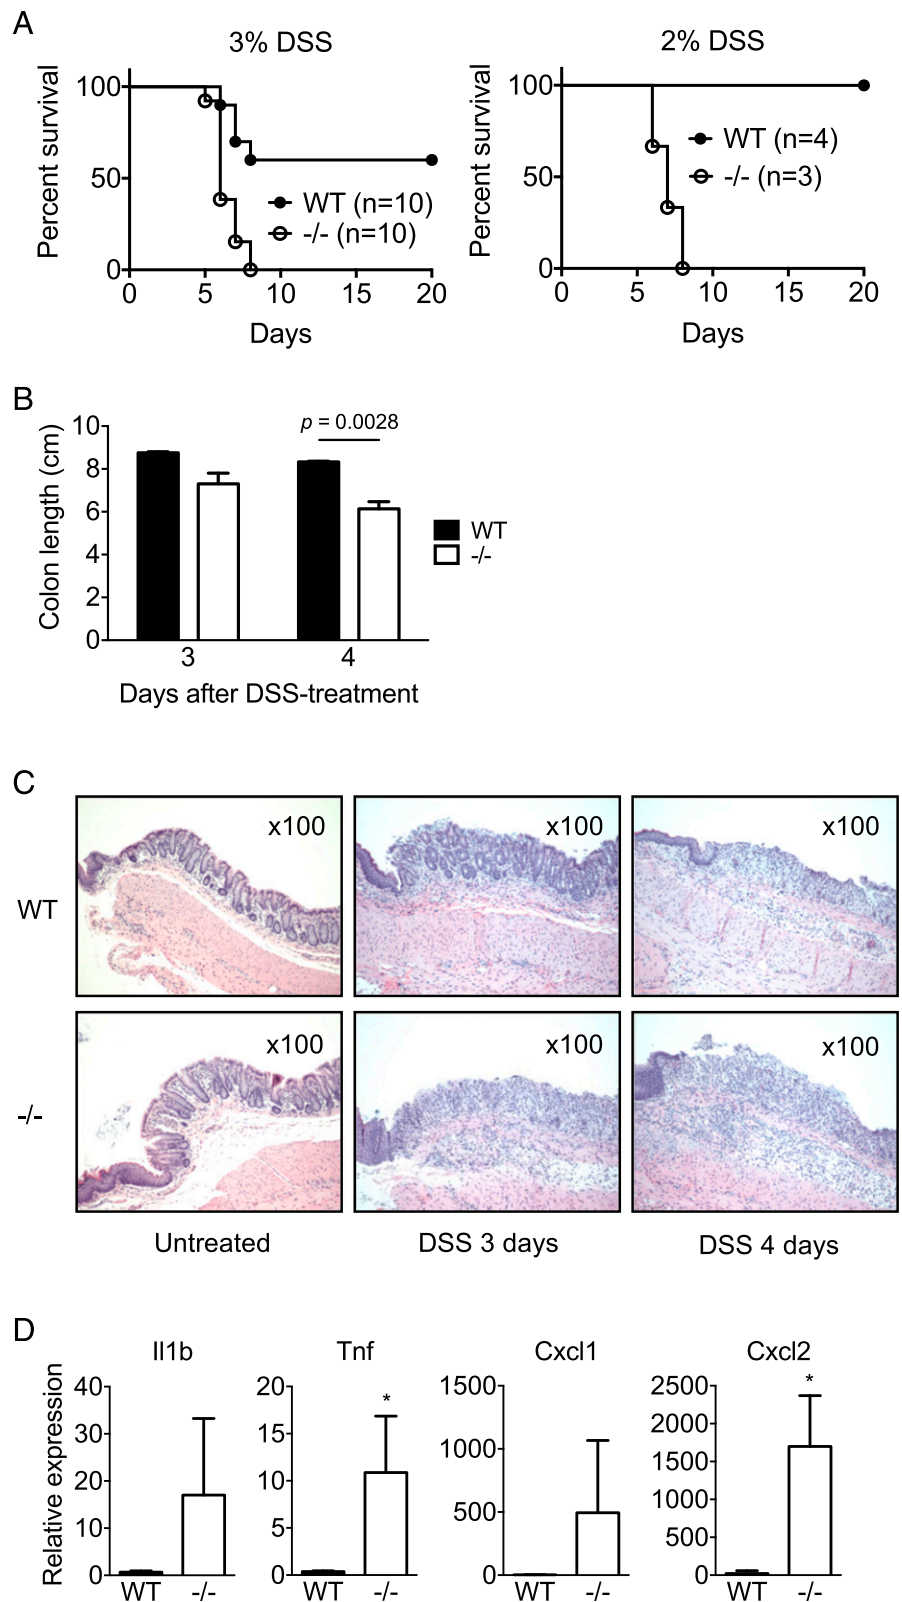 A
3% DSS
2% DSS
Percent survival
100
50
0
0 5 10 15 20
Days
WT (n=10)
-/- (n=10)
Percent survival
100
50
0
0 5 10 15 20
Days
WT (n=4)
-/- (n=3)
B
Colon length (cm)
10
8
6
4
2
0
p = 0.0028
3 4
Days after DSS-treatment
WT
-/-
C
WT
x100 x100 x100
-/-
x100 x100 x100
Untreated DSS 3 days DSS 4 days
D
Relative expression
Il1b
40
30
20
10
0
WT -/-
Tnf
20
15
10
5
0
*
WT -/-
Cxcl1
1500
1000
500
0
WT -/-
Cxcl2
2500
2000
1500
1000
500
0
*
WT -/-